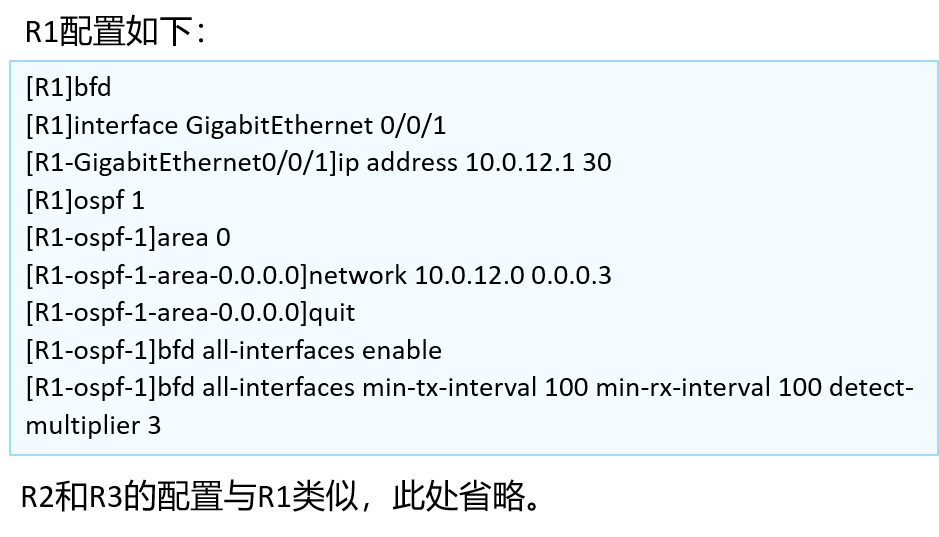 R1配置如下：
[R1]bfd
[R1]interface GigabitEthernet 0/0/1
[R1-GigabitEthernet0/0/1]ip address 10.0.12.1 30
[R1]ospf 1
[R1-ospf-1]area 0
[R1-ospf-1-area-0.0.0.0]network 10.0.12.0 0.0.0.3
[R1-ospf-1-area-0.0.0.0]quit
[R1-ospf-1]bfd all-interfaces enable
[R1-ospf-1]bfd all-interfaces min-tx-interval 100 min-rx-interval 100 detect-
multiplier 3
R2和R3的配置与R1类似，此处省略。